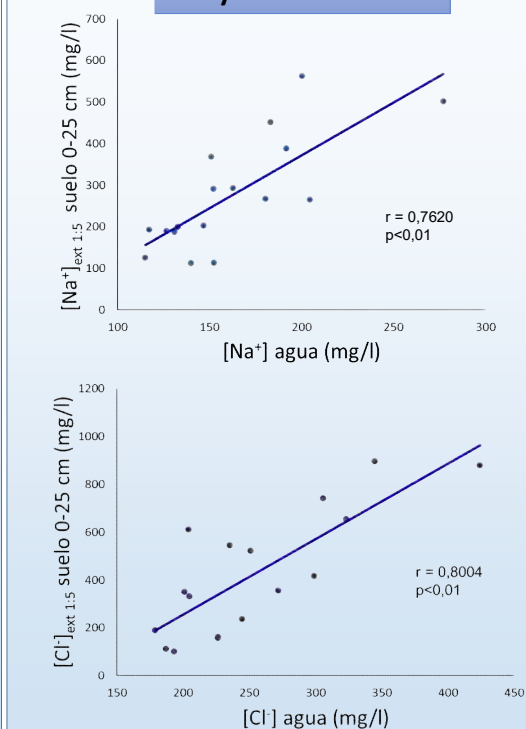 700
600
500
400
300
200
100
0
[Na⁺]ext 1:5 suelo 0-25 cm (mg/l)
r = 0,7620
p<0,01
100 150 200 250 300
[Na⁺] agua (mg/l)
1200
1000
800
600
400
200
0
[Cl⁻]ext 1:5 suelo 0-25 cm (mg/l)
r = 0,8004
p<0,01
150 200 250 300 350 400 450
[Cl⁻] agua (mg/l)